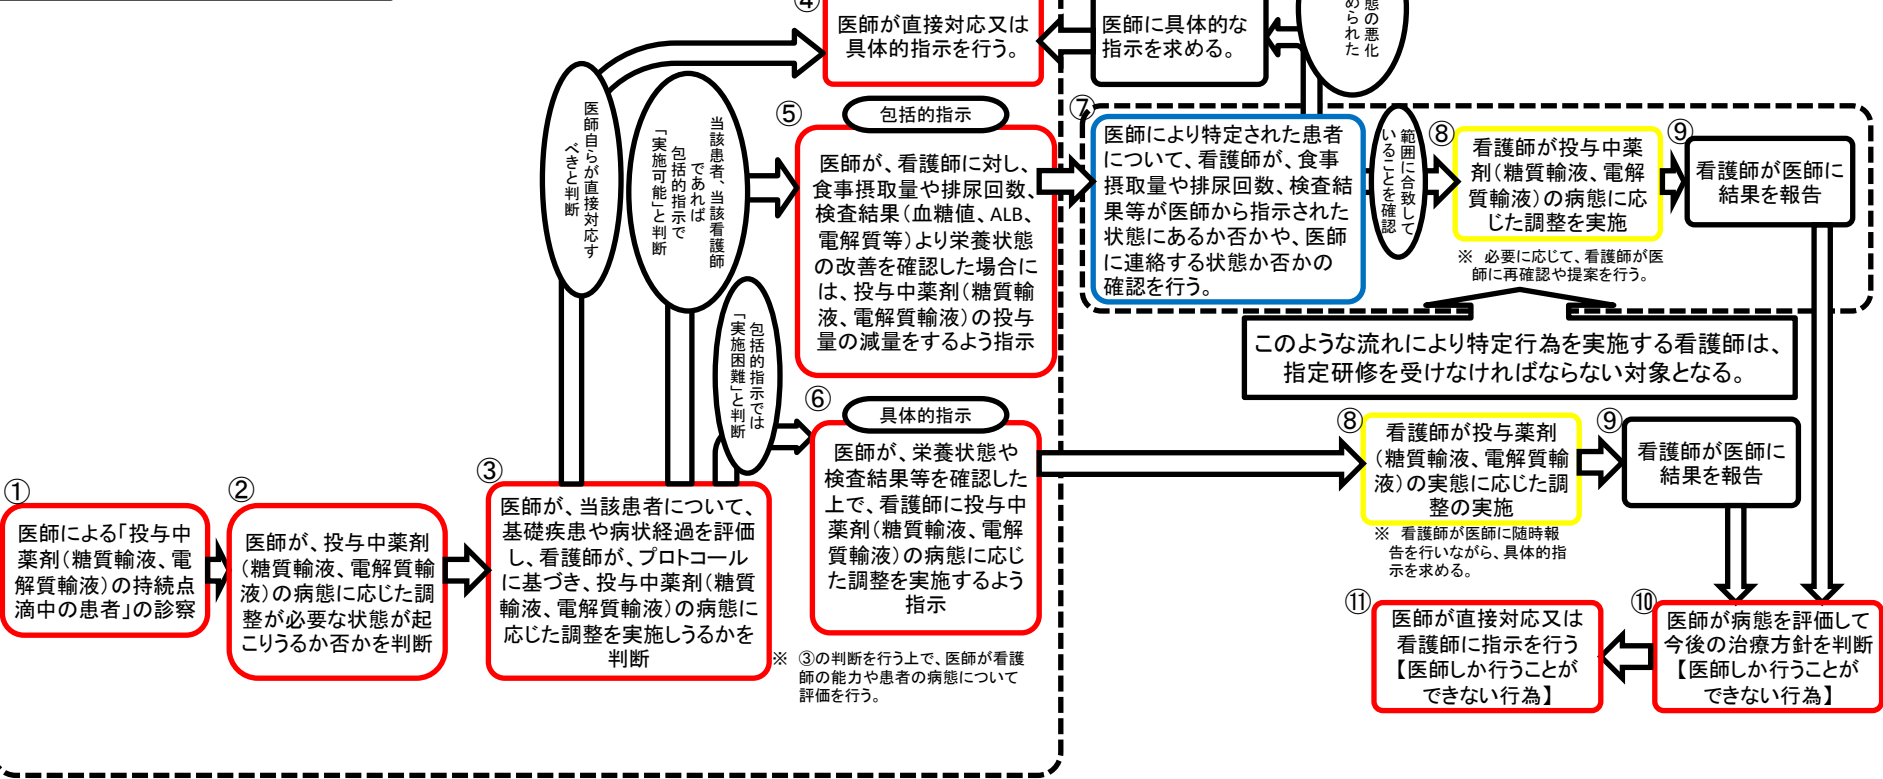 ④
医師が直接対応又は
具体的指示を行う。
医師に具体的な
指示を求める。
態の悪化
められた
医師自らが直接対応す
べきと判断
当該患者、当該看護師
であれば
包括的指示で
「実施可能」と判断
⑤
包括的指示
医師が、看護師に対し、
食事摂取量や排尿回数、
検査結果(血糖値、ALB、
電解質等)より栄養状態
の改善を確認した場合に
は、投与中薬剤(糖質輸
液、電解質輸液)の投与
量の減量をするよう指示
⑦
医師により特定された患者
について、看護師が、食事
摂取量や排尿回数、検査結
果等が医師から指示された
状態にあるか否かや、医師
に連絡する状態か否かの
確認を行う。
範囲に合致して
いることを確認
⑧
看護師が投与中薬
剤(糖質輸液、電解
質輸液)の病態に応
じた調整を実施
※ 必要に応じて、看護師が医
師に再確認や提案を行う。
⑨
看護師が医師に
結果を報告
このような流れにより特定行為を実施する看護師は、
指定研修を受けなければならない対象となる。
包括的指示では
「実施困難」と判断
⑥
具体的指示
医師が、栄養状態や
検査結果等を確認した
上で、看護師に投与中
薬剤(糖質輸液、電解
質輸液)の病態に応じ
た調整を実施するよう
指示
⑧
看護師が投与薬剤
(糖質輸液、電解質輸
液)の実態に応じた調
整の実施
※ 看護師が医師に随時報
告を行いながら、具体的指
示を求める。
⑨
看護師が医師に
結果を報告
①
医師による「投与中
薬剤(糖質輸液、電
解質輸液)の持続点
滴中の患者」の診察
②
医師が、投与中薬剤
(糖質輸液、電解質輸
液)の病態に応じた調
整が必要な状態が起
こりうるか否かを判断
③
医師が、当該患者について、
基礎疾患や病状経過を評価
し、看護師が、プロトコール
に基づき、投与中薬剤(糖質
輸液、電解質輸液)の病態に
応じた調整を実施しうるかを
判断
※ ③の判断を行う上で、医師が看護
師の能力や患者の病態について
評価を行う。
⑪
医師が直接対応又は
看護師に指示を行う
【医師しか行うことが
できない行為】
⑩
医師が病態を評価して
今後の治療方針を判断
【医師しか行うことが
できない行為】